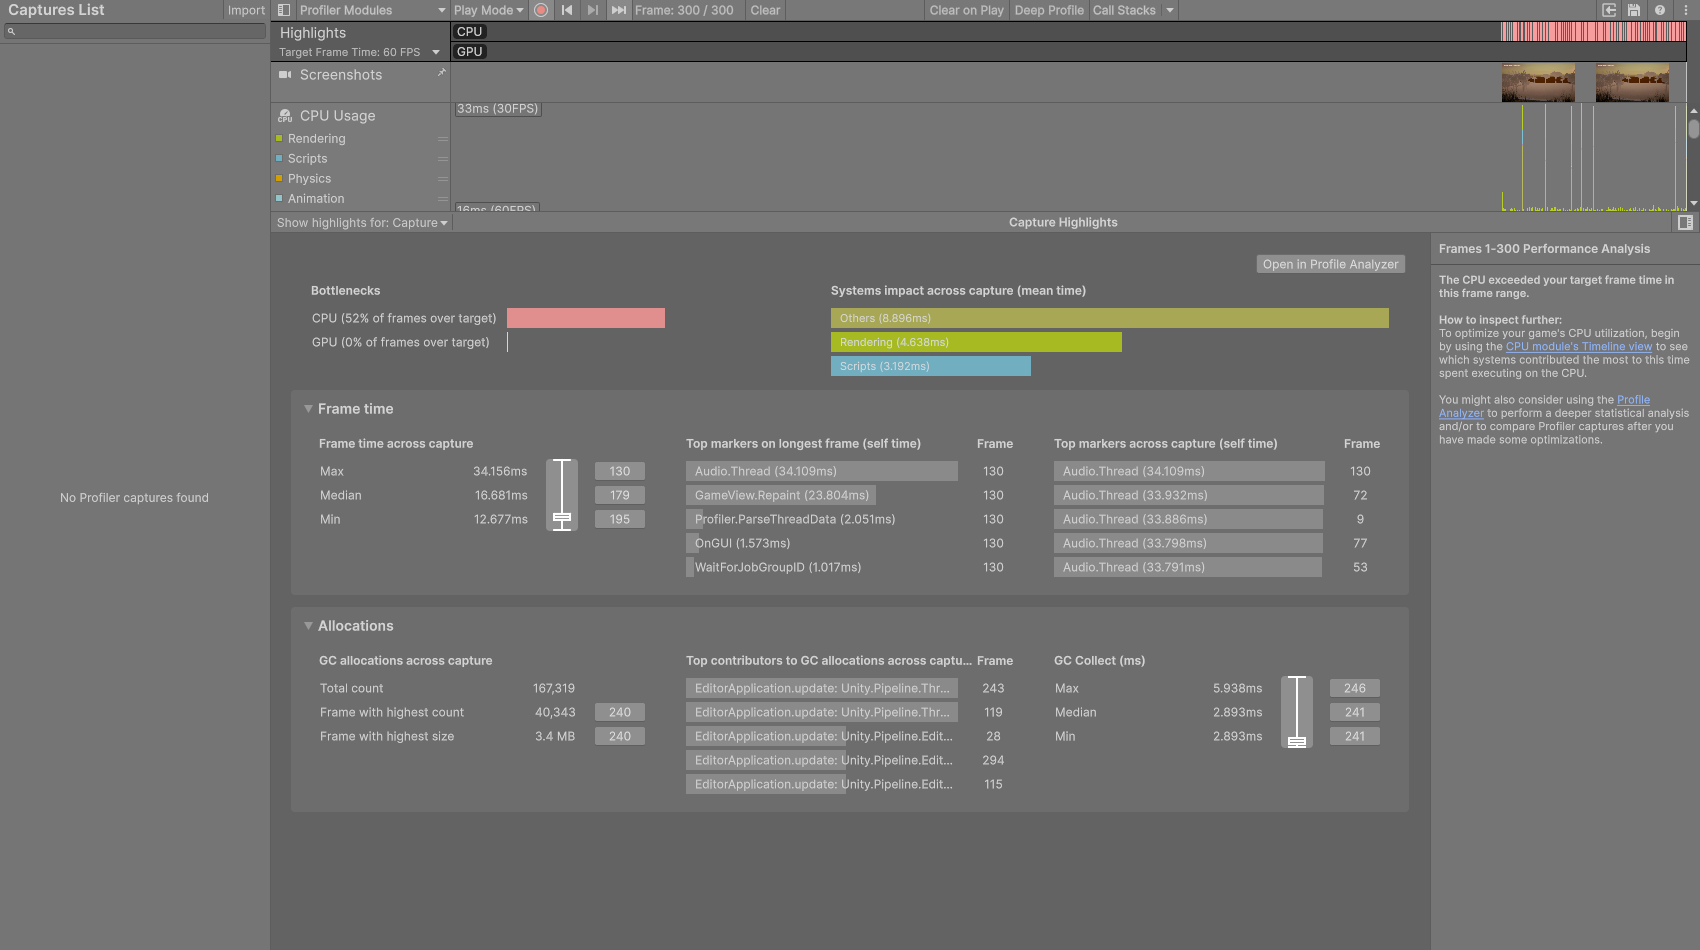 Captures List
Import
Profiler Modules
Play Mode
Frame: 300 / 300
Clear
Clear on Play
Deep Profile
Call Stacks
Highlights
Target Frame Time: 60 FPS
CPU
GPU
Screenshots
CPU Usage
Rendering
Scripts
Physics
Animation
33ms (30FPS)
16ms (60FPS)
Show highlights for: Capture
Capture Highlights
No Profiler captures found
Open in Profile Analyzer
Bottlenecks
CPU (52% of frames over target)
GPU (0% of frames over target)
Systems impact across capture (mean time)
Others (8.896ms)
Rendering (4.638ms)
Scripts (3.192ms)
Frame time
Frame time across capture
Max 34.156ms 130
Median 16.681ms 179
Min 12.677ms 195
Top markers on longest frame (self time) Frame
Audio.Thread (34.109ms) 130
GameView.Repaint (23.804ms) 130
Profiler.ParseThreadData (2.051ms) 130
OnGUI (1.573ms) 130
WaitForJobGroupID (1.017ms) 130
Top markers across capture (self time) Frame
Audio.Thread (34.109ms) 130
Audio.Thread (33.932ms) 72
Audio.Thread (33.886ms) 9
Audio.Thread (33.798ms) 77
Audio.Thread (33.791ms) 53
Allocations
GC allocations across capture
Total count 167,319
Frame with highest count 40,343 240
Frame with highest size 3.4 MB 240
Top contributors to GC allocations across captu... Frame
EditorApplication.update: Unity.Pipeline.Thr... 243
EditorApplication.update: Unity.Pipeline.Thr... 119
EditorApplication.update: Unity.Pipeline.Edit... 28
EditorApplication.update: Unity.Pipeline.Edit... 294
EditorApplication.update: Unity.Pipeline.Edit... 115
GC Collect (ms)
Max 5.938ms 246
Median 2.893ms 241
Min 2.893ms 241
Frames 1-300 Performance Analysis
The CPU exceeded your target frame time in
this frame range.
How to inspect further:
To optimize your game's CPU utilization, begin
by using the CPU module's Timeline view to see
which systems contributed the most to this time
spent executing on the CPU.
You might also consider using the Profile
Analyzer to perform a deeper statistical analysis
and/or to compare Profiler captures after you
have made some optimizations.